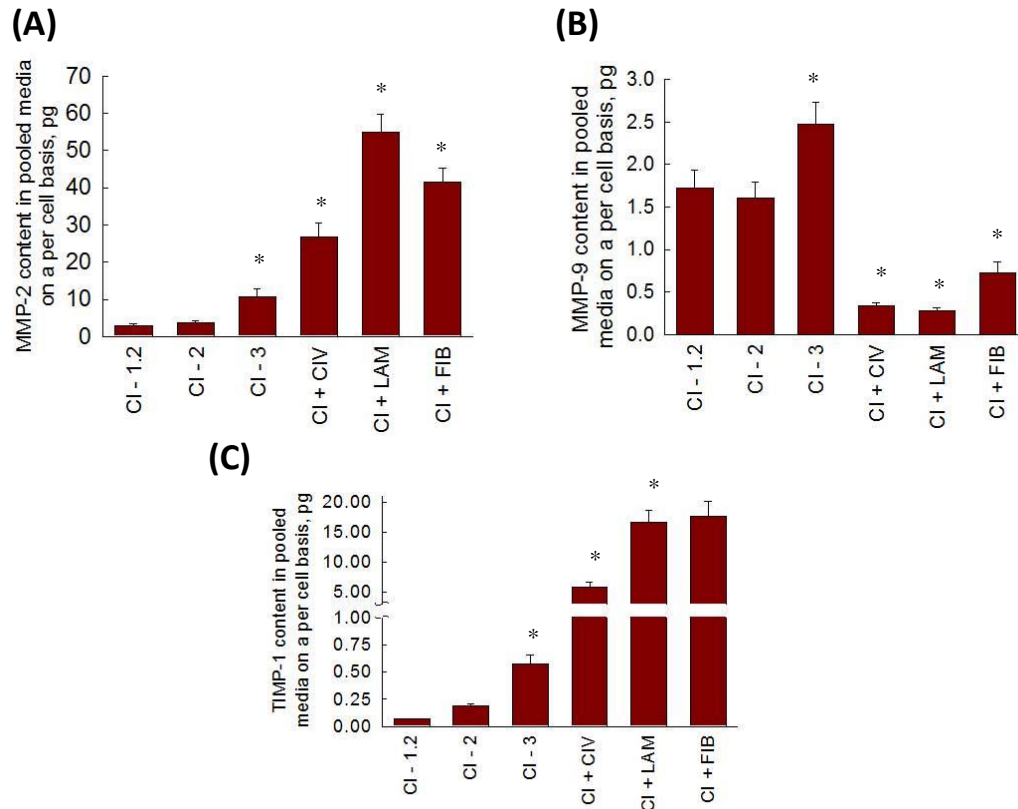 (A)
MMP-2 content in pooled media
on a per cell basis, pg
70
60
50
40
30
20
10
0
*
*
*
*
CI - 1.2
CI - 2
CI - 3
CI + CIV
CI + LAM
CI + FIB
(B)
MMP-9 content in pooled
media on a per cell basis, pg
3.0
2.5
2.0
1.5
1.0
0.5
0.0
*
*
*
*
CI - 1.2
CI - 2
CI - 3
CI + CIV
CI + LAM
CI + FIB
(C)
TIMP-1 content in pooled
media on a per cell basis, pg
20.00
15.00
10.00
5.00
1.00
0.75
0.50
0.25
0.00
*
*
*
CI - 1.2
CI - 2
CI - 3
CI + CIV
CI + LAM
CI + FIB